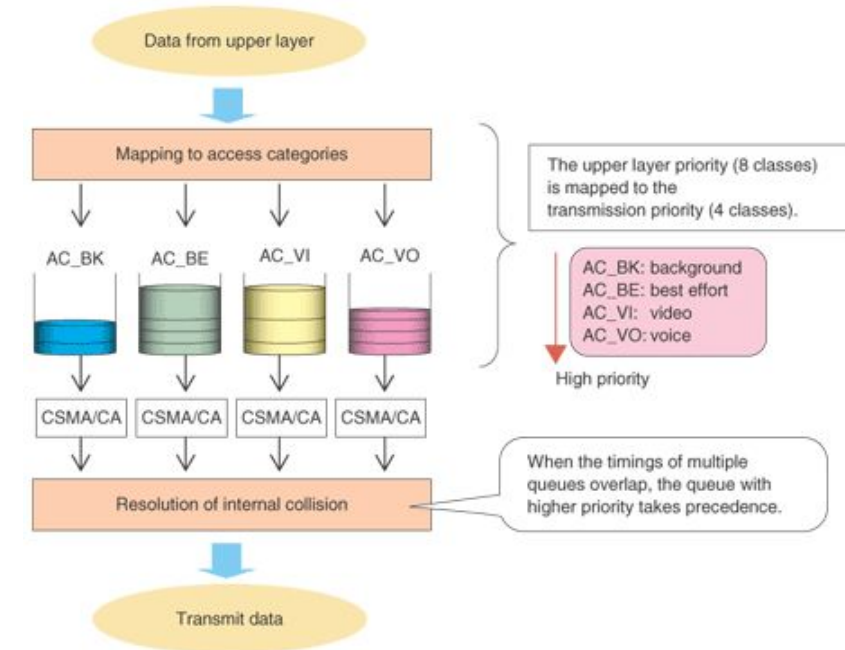 Data from upper layer
Mapping to access categories
The upper layer priority (8 classes)
is mapped to the
transmission priority (4 classes).
AC_BK
AC_BE
AC_VI
AC_VO
AC_BK: background
AC_BE: best effort
AC_VI: video
AC_VO: voice
High priority
CSMA/CA
CSMA/CA
CSMA/CA
CSMA/CA
Resolution of internal collision
When the timings of multiple
queues overlap, the queue with
higher priority takes precedence.
Transmit data